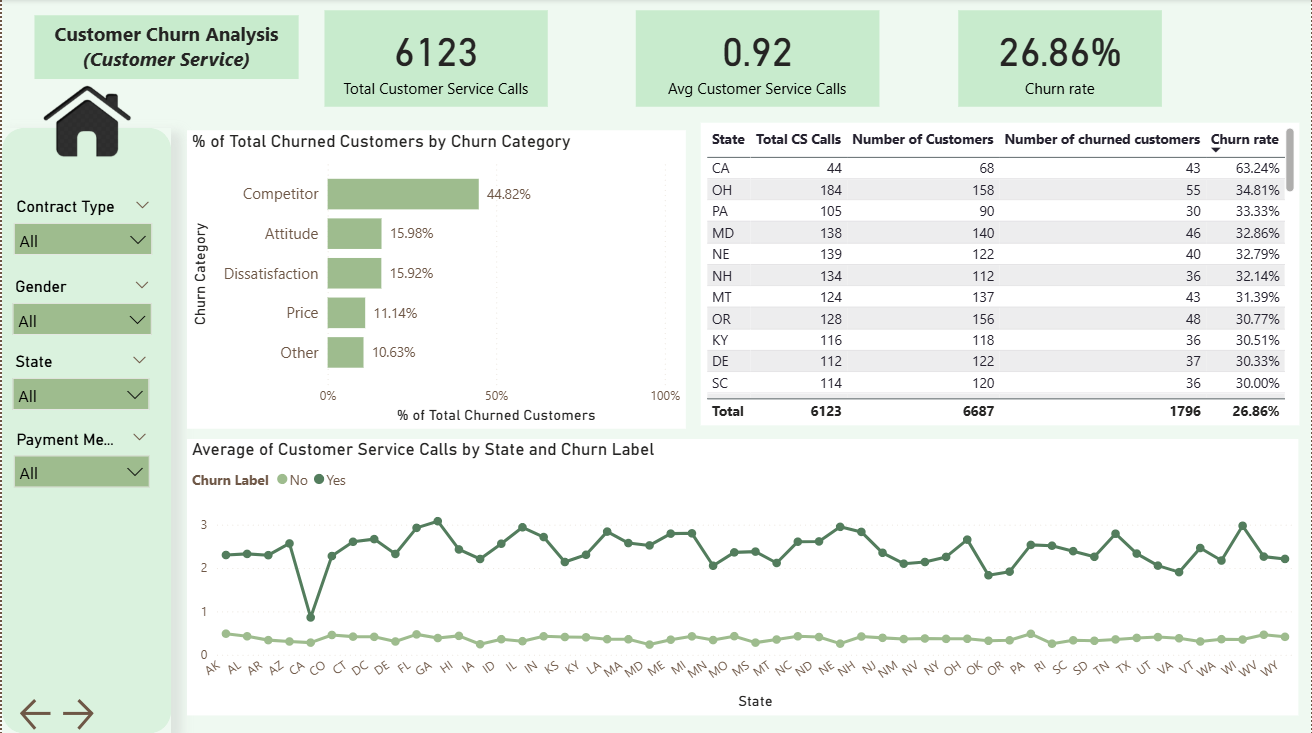 Customer Churn Analysis
(Customer Service)
6123
Total Customer Service Calls
0.92
Avg Customer Service Calls
26.86%
Churn rate
Contract Type
All
Gender
All
State
All
Payment Me...
All
% of Total Churned Customers by Churn Category
Churn Category
Competitor 44.82%
Attitude 15.98%
Dissatisfaction 15.92%
Price 11.14%
Other 10.63%
0% 50% 100%
% of Total Churned Customers
State Total CS Calls Number of Customers Number of churned customers Churn rate
CA 44 68 43 63.24%
OH 184 158 55 34.81%
PA 105 90 30 33.33%
MD 138 140 46 32.86%
NE 139 122 40 32.79%
NH 134 112 36 32.14%
MT 124 137 43 31.39%
OR 128 156 48 30.77%
KY 116 118 36 30.51%
DE 112 122 37 30.33%
SC 114 120 36 30.00%
Total 6123 6687 1796 26.86%
Average of Customer Service Calls by State and Churn Label
Churn Label No Yes
3
2
1
0
AK AL AR AZ CA CO CT DC DE FL GA HI IA ID IL IN KS KY LA MA MD ME MI MN MO MS MT NC ND NE NH NJ NM NV NY OH OK OR PA RI SC SD TN TX UT VA VT WA WI WV WY
State